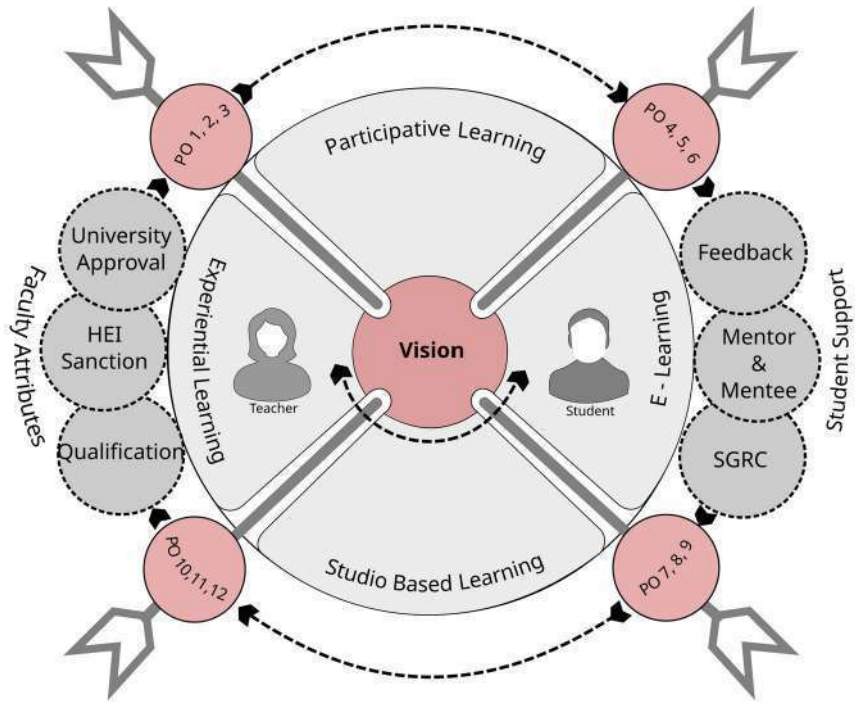 PO 1, 2, 3
PO 4, 5, 6
Participative Learning
University
Approval
HEI
Sanction
Qualification
Faculty Attributes
Experiential Learning
Teacher
Vision
Student
E - Learning
Feedback
Mentor
&
Mentee
SGRC
Student Support
Studio Based Learning
PO 10,11,12
PO 7, 8, 9